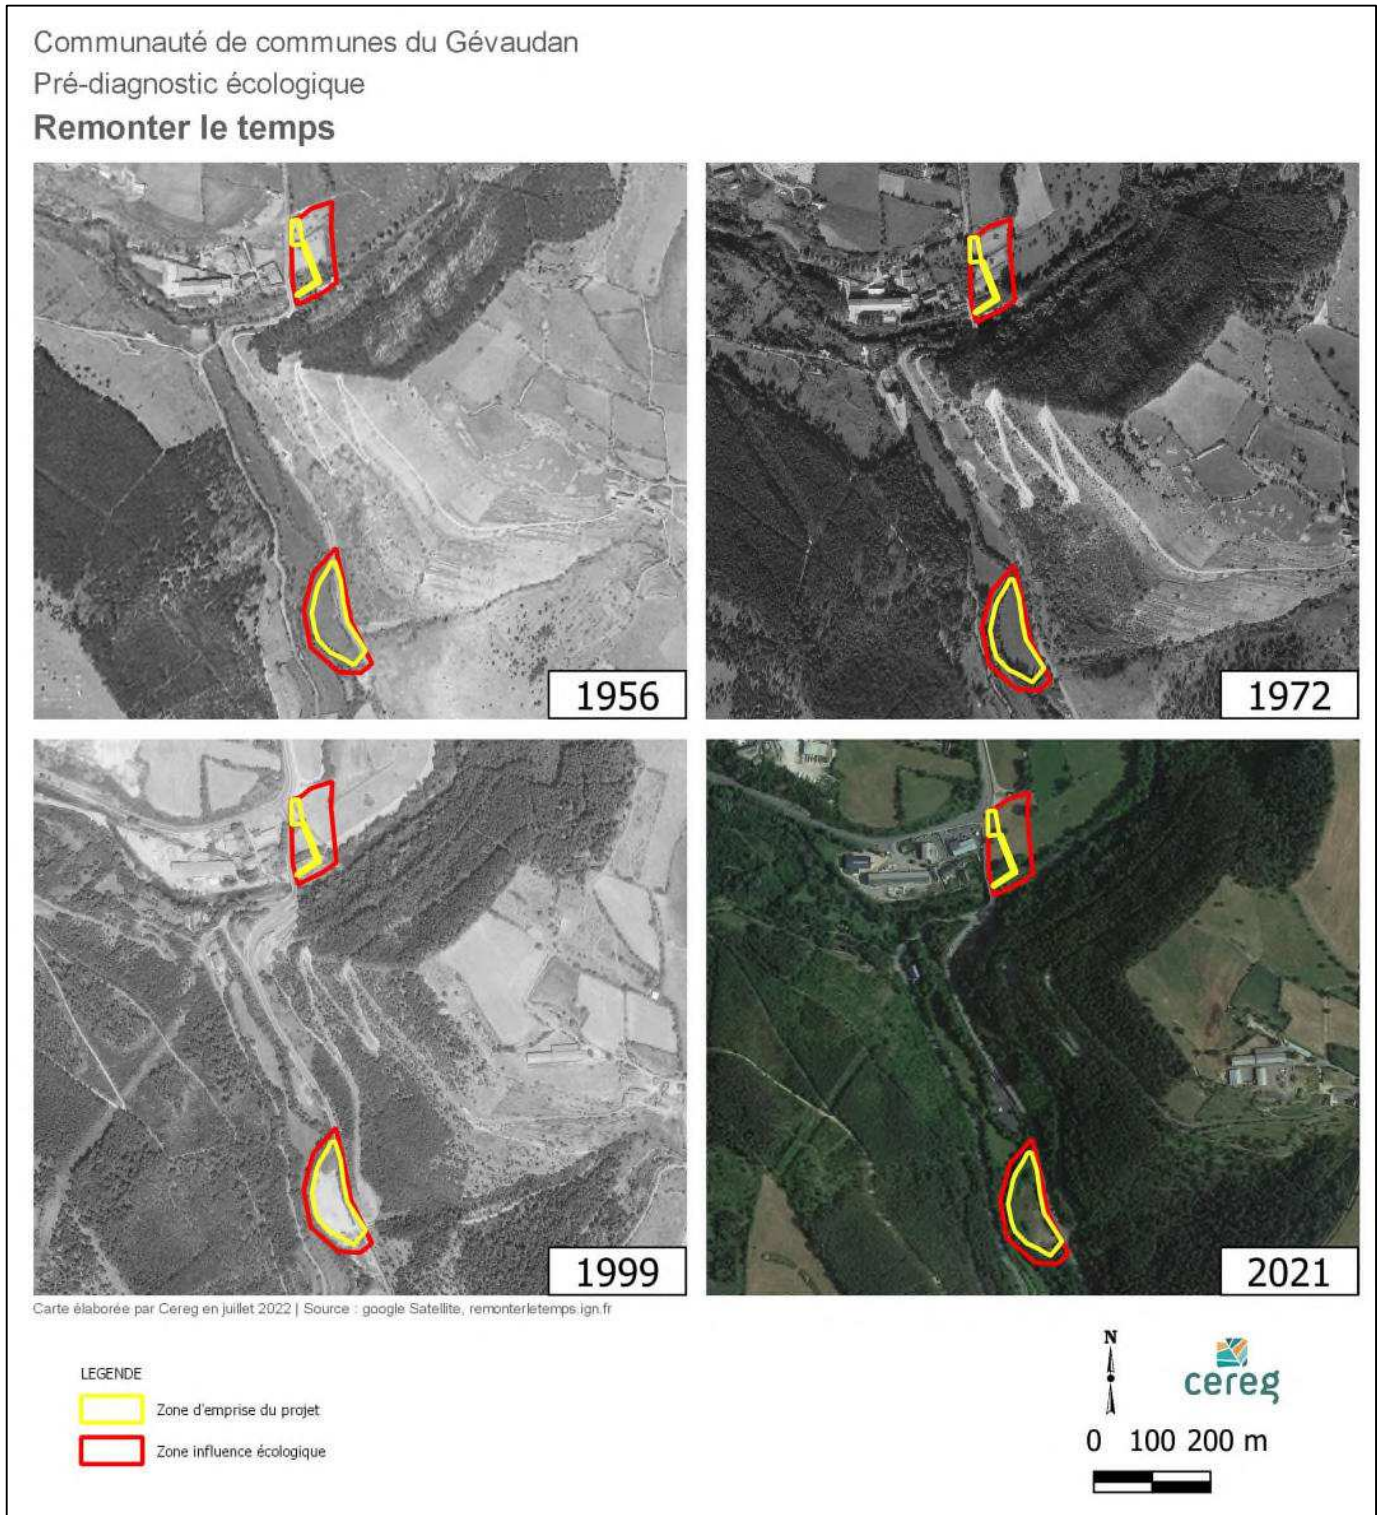 Communauté de communes du Gévaudan
Pré-diagnostic écologique
Remonter le temps
1956
1972
1999
2021
Carte élaborée par Cereg en juillet 2022 | Source : google Satellite, remonterletemps.ign.fr
LEGENDE
Zone d'emprise du projet
Zone influence écologique
N
cereg
0 100 200 m